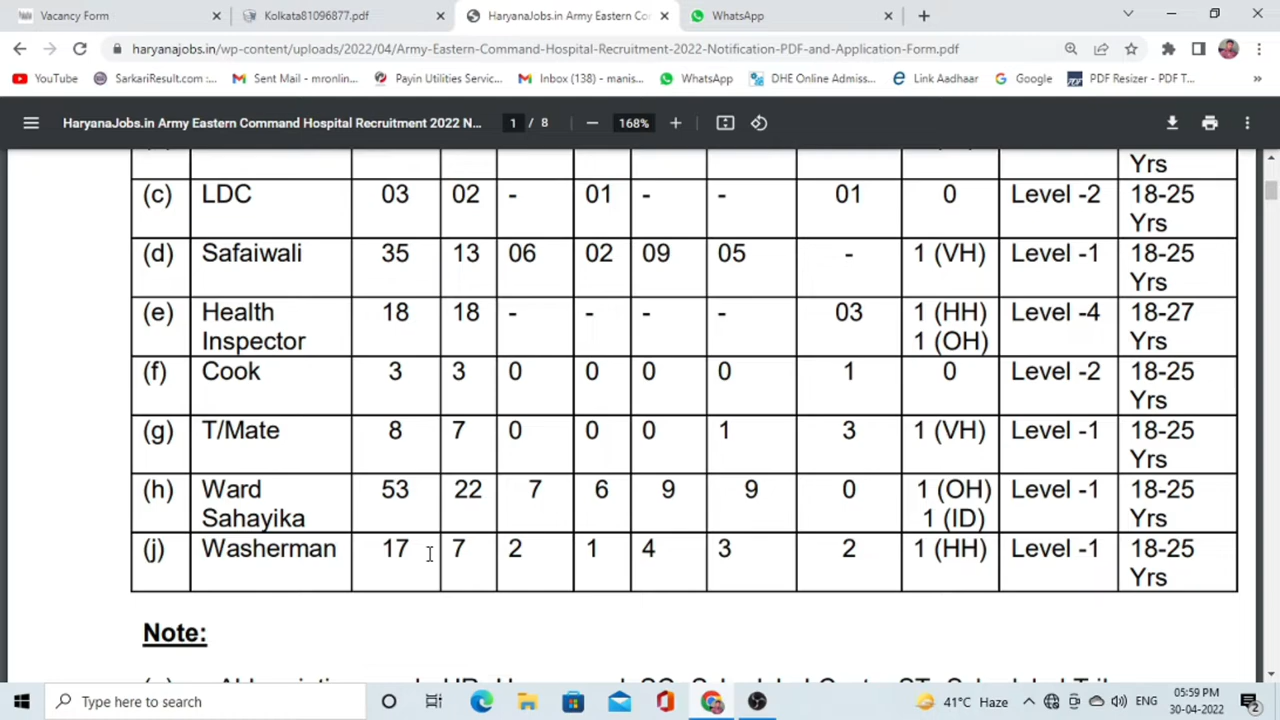 Vacancy Form × Kolkata81096877.pdf × HaryanaJobs.in Army Eastern Co × WhatsApp × +
haryanajobs.in/wp-content/uploads/2022/04/Army-Eastern-Command-Hospital-Recruitment-2022-Notification-PDF-and-Application-Form.pdf
YouTube SarkariResult.com :... Sent Mail - mronlin... Payin Utilities Servic... Inbox (138) - manis... WhatsApp DHE Online Admiss... Link Aadhaar Google PDF Resizer - PDF T... »
HaryanaJobs.in Army Eastern Command Hospital Recruitment 2022 N... 1 / 8 − 168% +
Yrs
(c) LDC 03 02 - 01 - - 01 0 Level -2 18-25
Yrs
(d) Safaiwali 35 13 06 02 09 05 - 1 (VH) Level -1 18-25
Yrs
(e) Health 18 18 - - - - 03 1 (HH) Level -4 18-27
Inspector 1 (OH) Yrs
(f) Cook 3 3 0 0 0 0 1 0 Level -2 18-25
Yrs
(g) T/Mate 8 7 0 0 0 1 3 1 (VH) Level -1 18-25
Yrs
(h) Ward 53 22 7 6 9 9 0 1 (OH) Level -1 18-25
Sahayika 1 (ID) Yrs
(j) Washerman 17 7 2 1 4 3 2 1 (HH) Level -1 18-25
Yrs
Note:
Type here to search 41°C Haze ENG 05:59 PM
30-04-2022 2